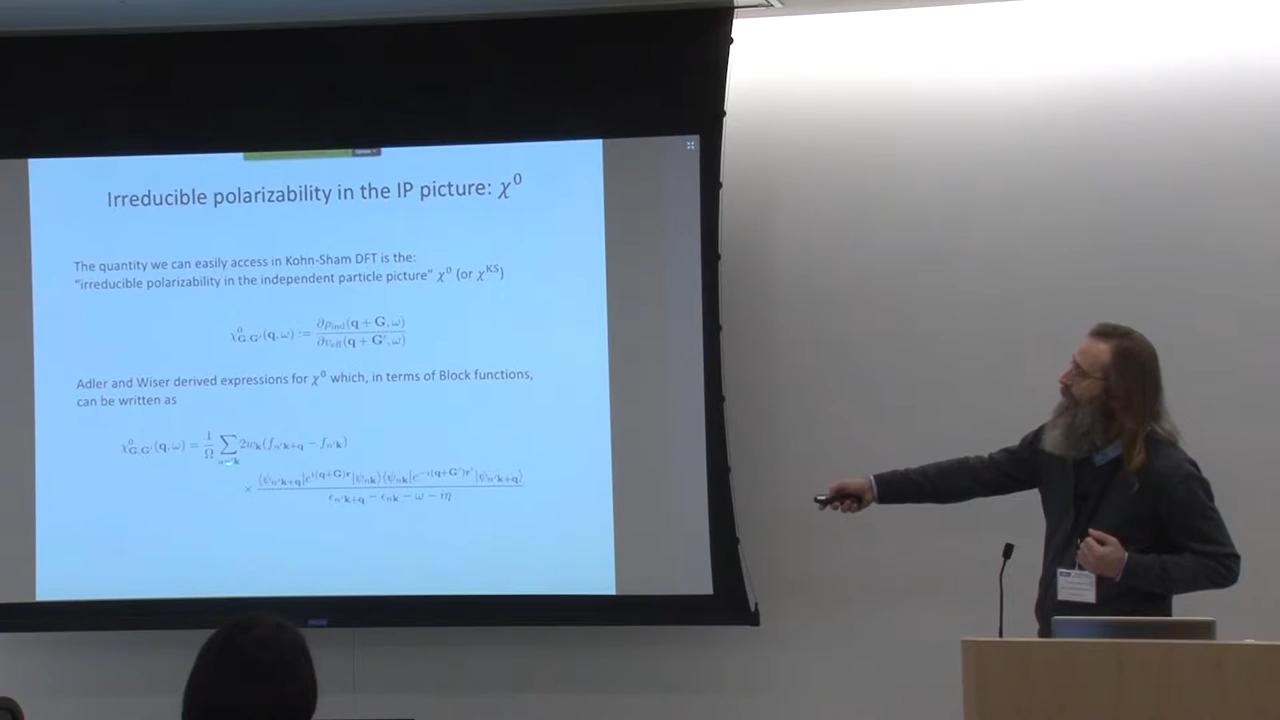 Irreducible polarizability in the IP picture: χ⁰
The quantity we can easily access in Kohn-Sham DFT is the:
"irreducible polarizability in the independent particle picture" χ⁰ (or χ^KS)
χ⁰_G,G′(q, ω) := ∂ρ_ind(q + G, ω) / ∂v_eff(q + G′, ω)
Adler and Wiser derived expressions for χ⁰ which, in terms of Block functions,
can be written as
χ⁰_G,G′(q, ω) = 1/Ω ∑_nn′k 2w_k(f_n′k+q − f_n′k)
× ⟨ψ_n′k+q|e^i(q+G)r|ψ_nk⟩⟨ψ_nk|e^−i(q+G′)r′|ψ_n′k+q⟩ / ϵ_n′k+q − ϵ_nk − ω − iη